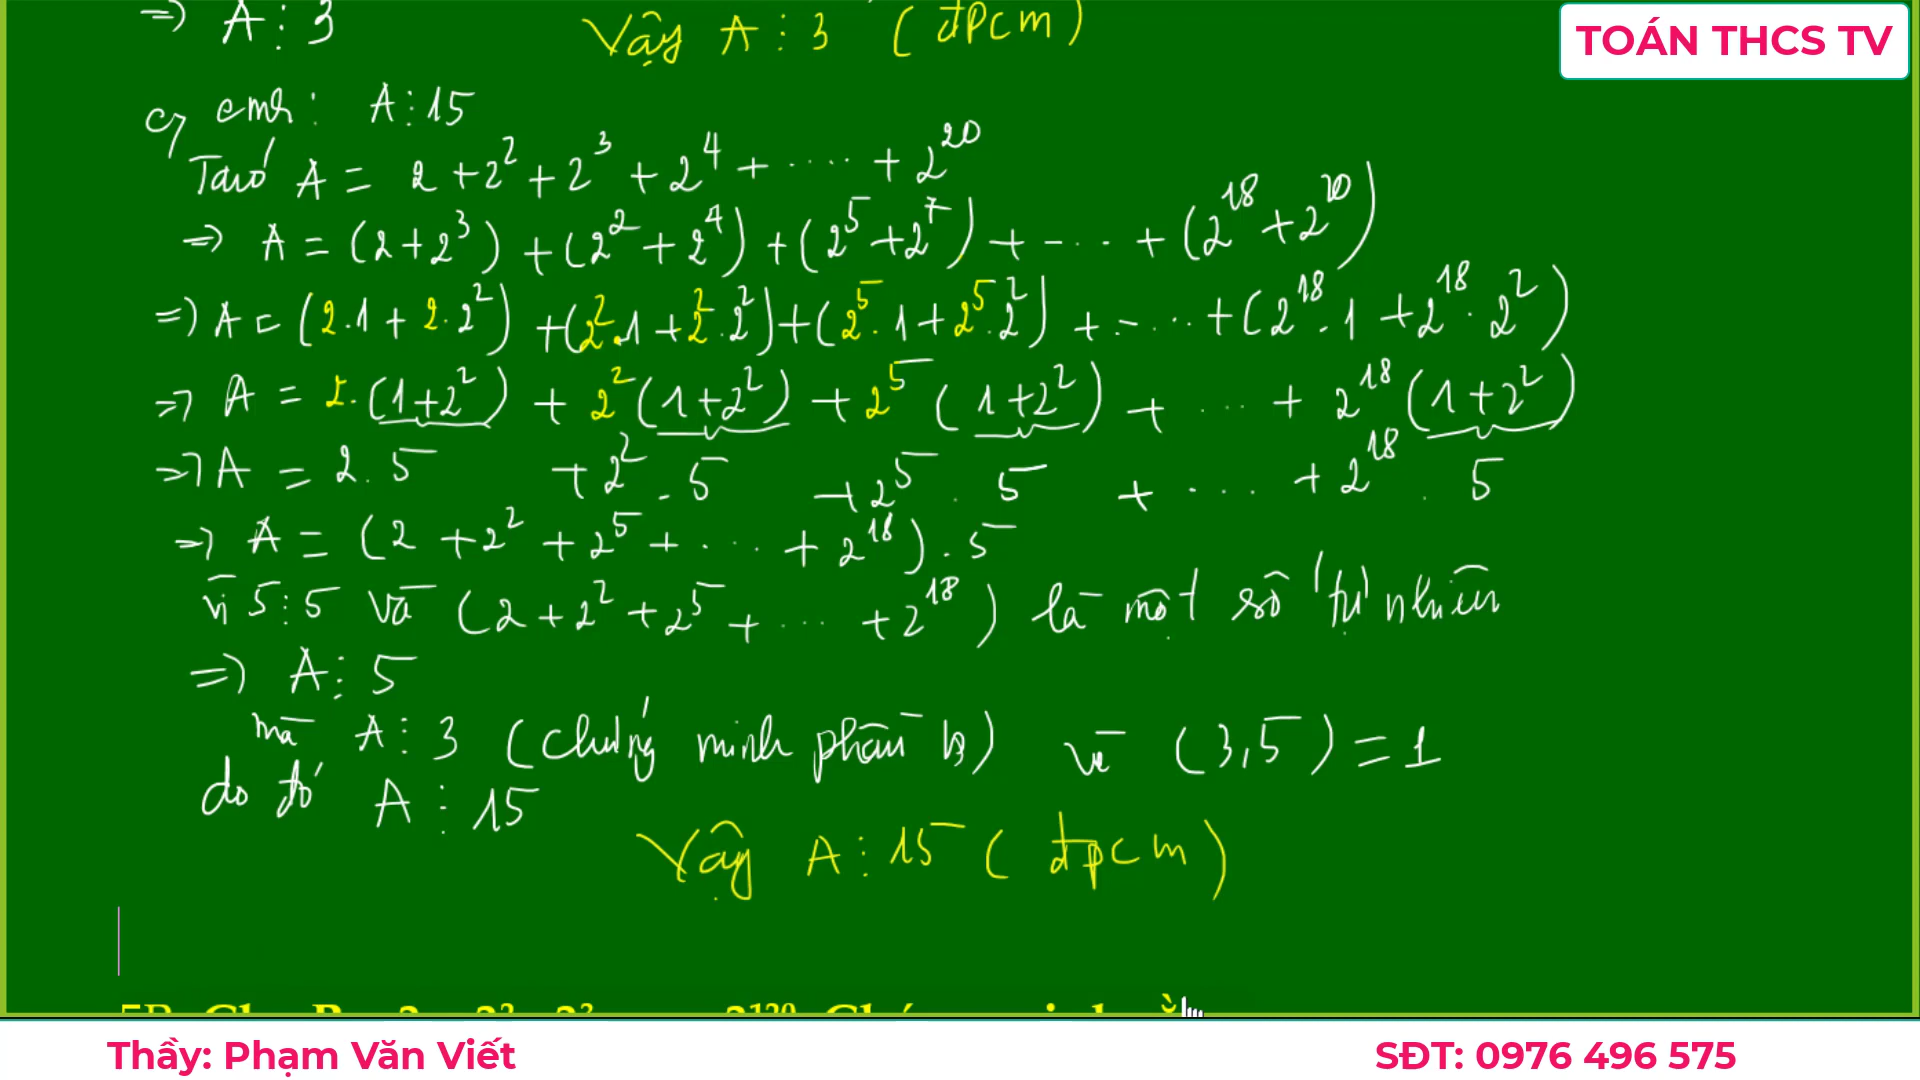 TOÁN THCS TV
=> A ⋮ 3 Vậy A ⋮ 3 (đpcm)
c, cmr: A ⋮ 15
Ta có A = 2 + 2² + 2³ + 2⁴ + ..... + 2²⁰
=> A = (2 + 2³) + (2² + 2⁴) + (2⁵ + 2⁷) + .... + (2¹⁸ + 2²⁰)
=> A = (2.1 + 2.2²) + (2².1 + 2².2²) + (2⁵.1 + 2⁵.2²) + ..... + (2¹⁸.1 + 2¹⁸.2²)
=> A = 2.(1+2²) + 2²(1+2²) + 2⁵(1+2²) + .... + 2¹⁸(1+2²)
=> A = 2.5 + 2².5 + 2⁵.5 + .... + 2¹⁸.5
=> A = (2 + 2² + 2⁵ + .... + 2¹⁸).5
vì 5 ⋮ 5 và (2 + 2² + 2⁵ + .... + 2¹⁸) là một số tự nhiên
=> A ⋮ 5
mà A ⋮ 3 (chứng minh phần b) vì (3,5) = 1
do đó A ⋮ 15
Vậy A ⋮ 15 (đpcm)
Thầy: Phạm Văn Viết SĐT: 0976 496 575